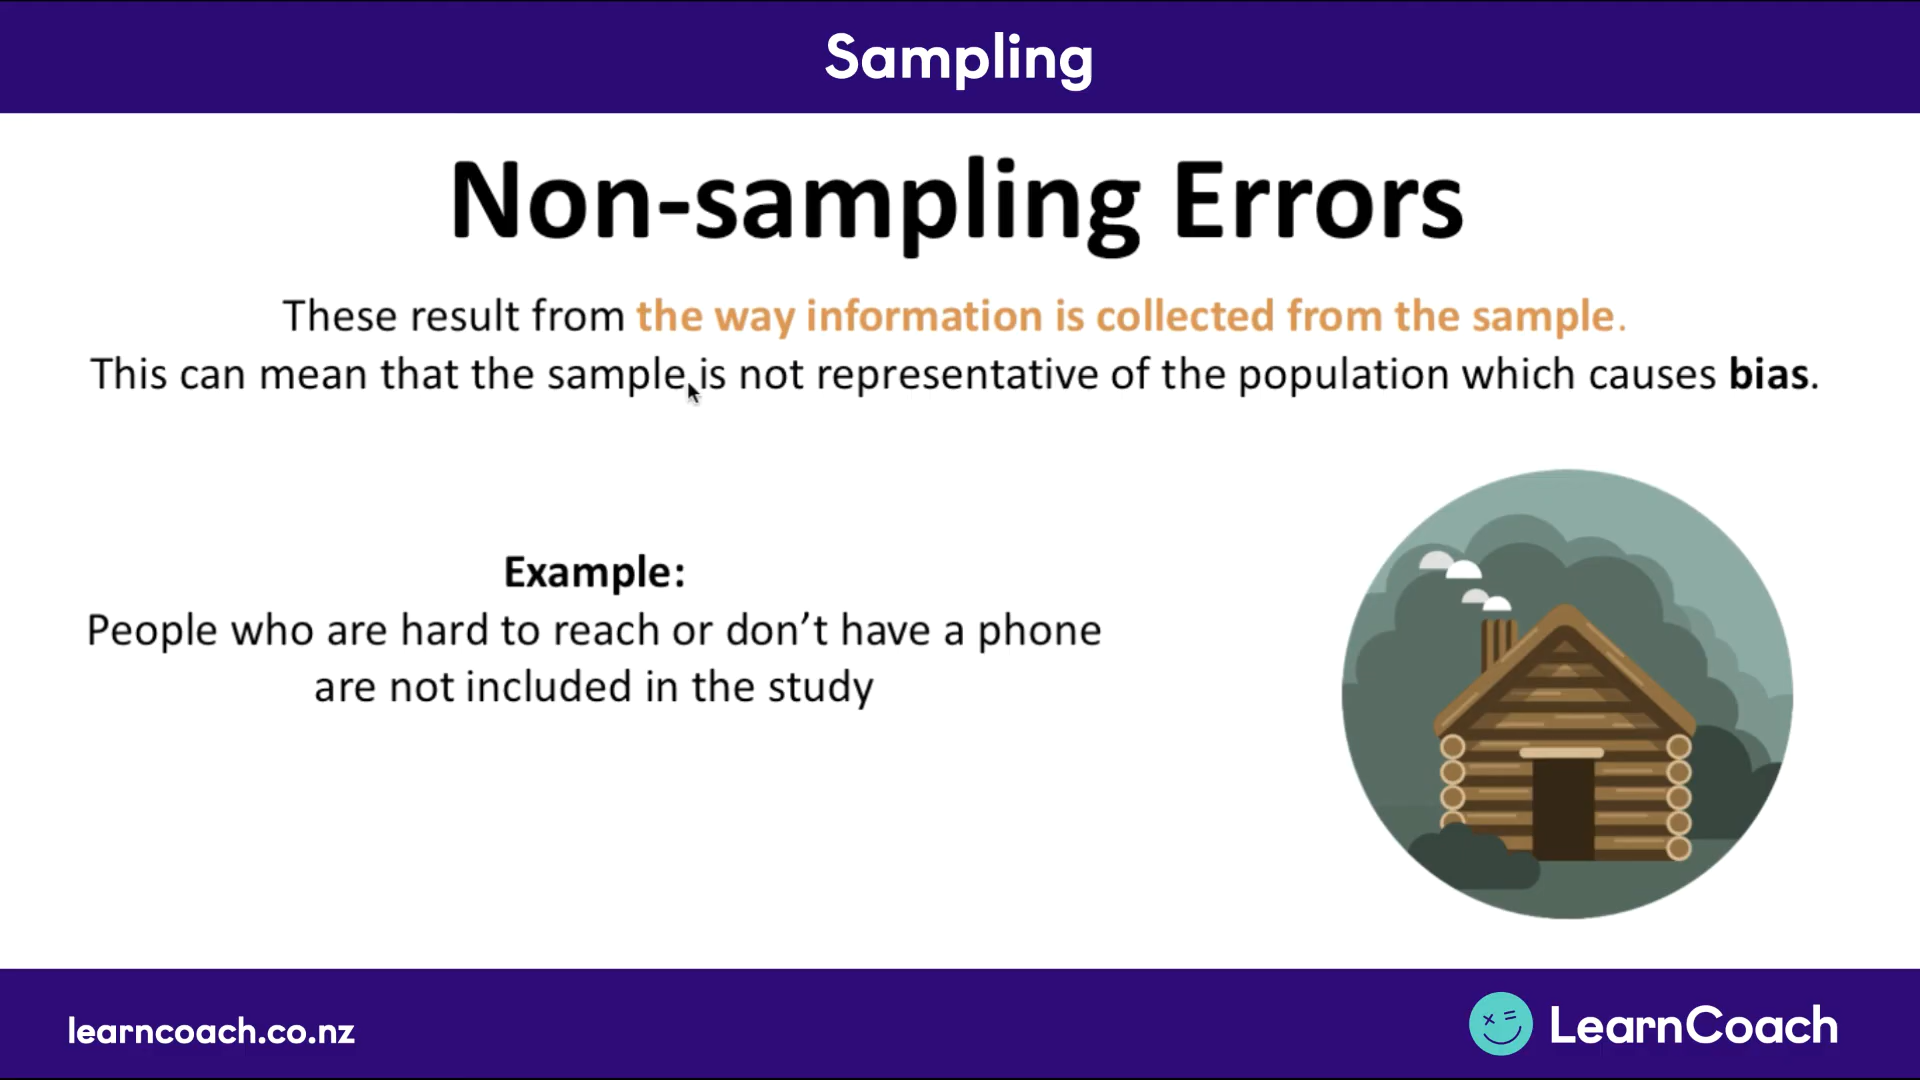 Sampling
Non-sampling Errors
These result from the way information is collected from the sample.
This can mean that the sample is not representative of the population which causes bias.
Example:
People who are hard to reach or don’t have a phone
are not included in the study
learncoach.co.nz
LearnCoach